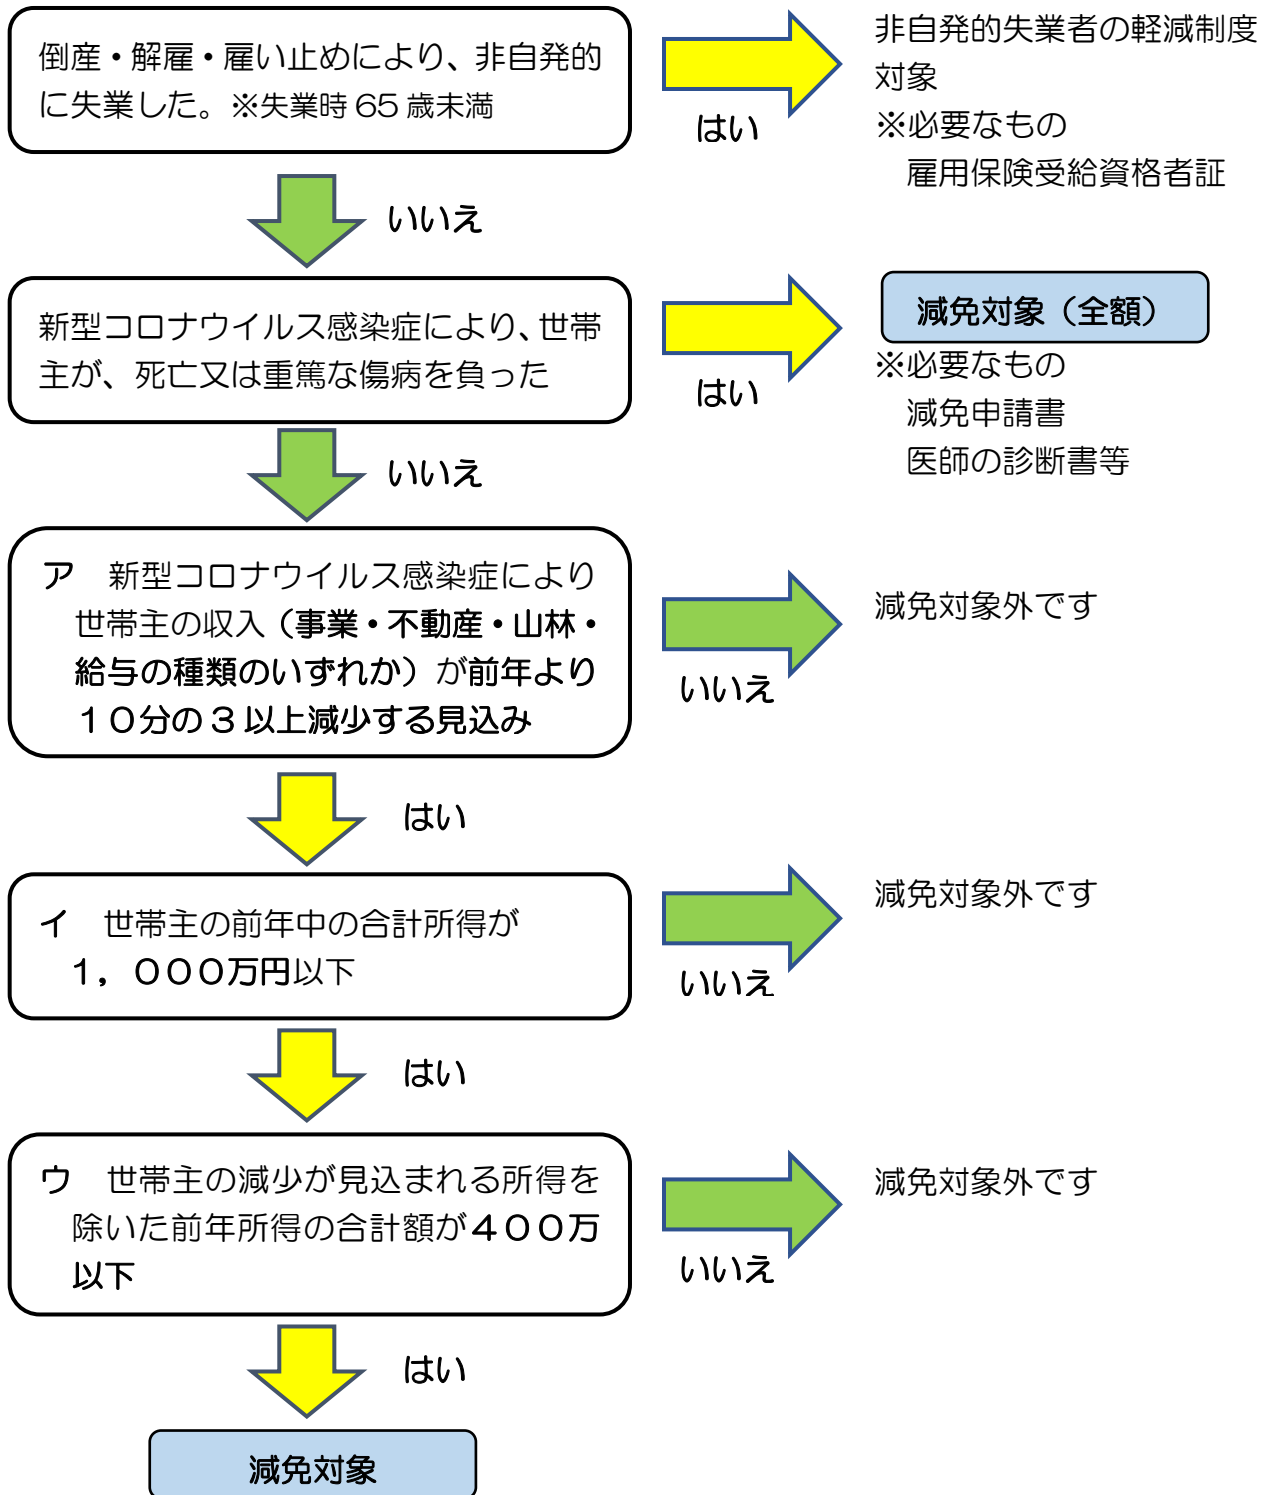 倒産・解雇・雇い止めにより、非自発的
に失業した。※失業時 65 歳未満
はい
非自発的失業者の軽減制度
対象
※必要なもの
雇用保険受給資格者証
いいえ
新型コロナウイルス感染症により、世帯
主が、死亡又は重篤な傷病を負った
はい
減免対象（全額）
※必要なもの
減免申請書
医師の診断書等
いいえ
ア　新型コロナウイルス感染症により
世帯主の収入（事業・不動産・山林・
給与の種類のいずれか）が前年より
１０分の３以上減少する見込み
いいえ
減免対象外です
はい
イ　世帯主の前年中の合計所得が
１，０００万円以下
いいえ
減免対象外です
はい
ウ　世帯主の減少が見込まれる所得を
除いた前年所得の合計額が４００万
以下
いいえ
減免対象外です
はい
減免対象